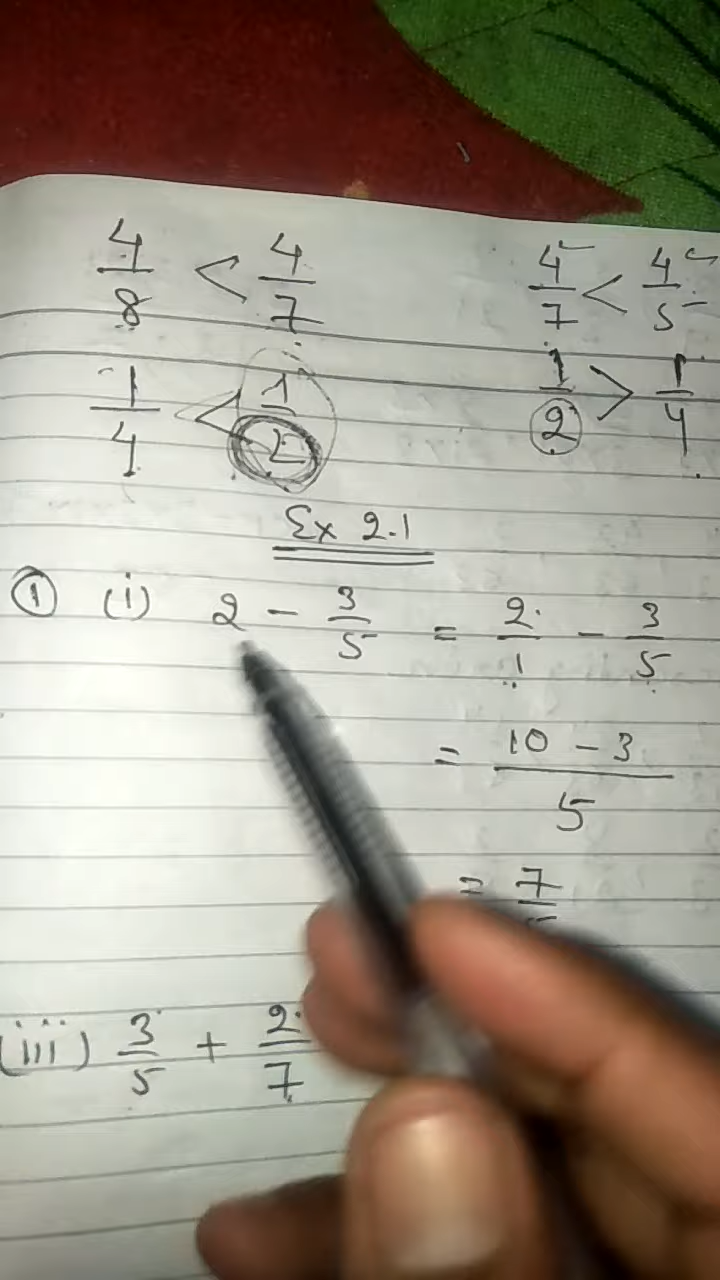 4/8 < 4/7
4/7 < 4/5
1/4 < 1/2
1/2 > 1/4
Ex 2.1
① (i) 2 - 3/5 = 2/1 - 3/5
= 10 - 3/5
= 7/
(iii) 3/5 + 2/7